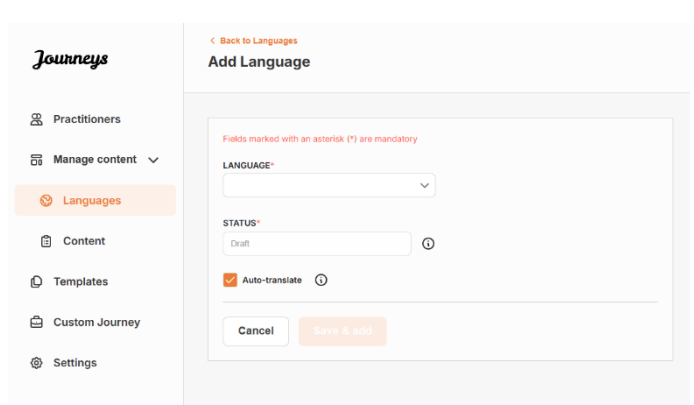 Journeys
Practitioners
Manage content
Languages
Content
Templates
Custom Journey
Settings
Back to Languages
Add Language
Fields marked with an asterisk (*) are mandatory
LANGUAGE*
STATUS*
Draft
Auto-translate
Cancel
Save & add